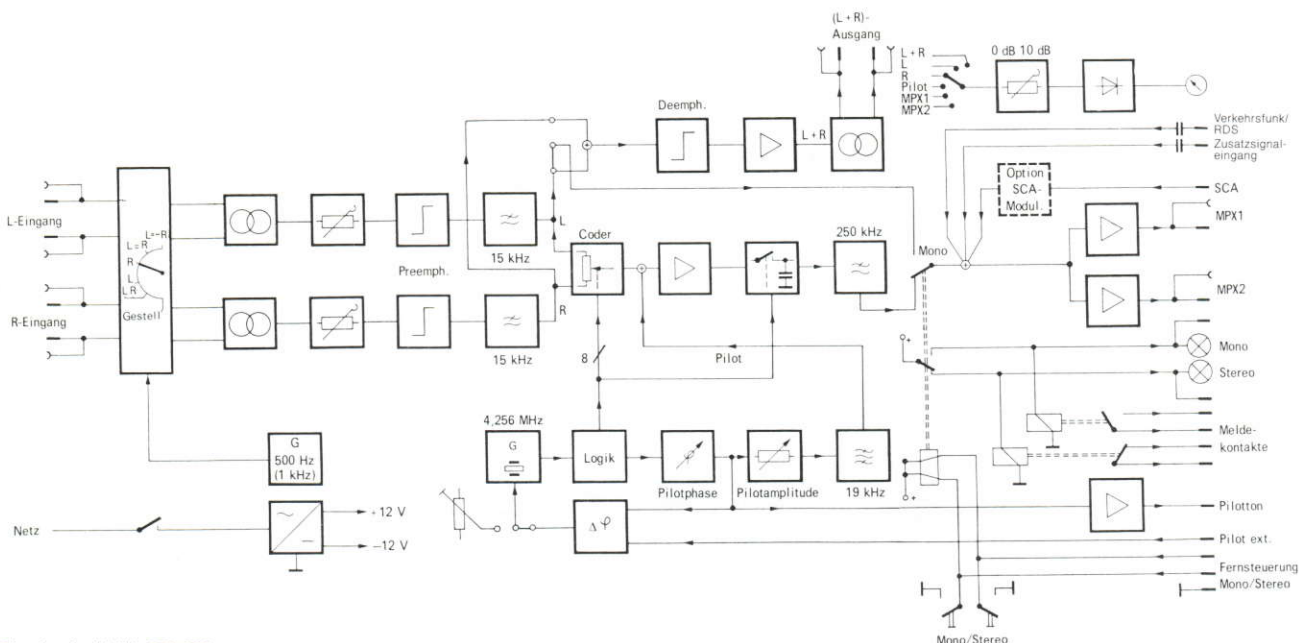 (L + R)-
Ausgang
L + R
L
R
Pilot
MPX1
MPX2
0 dB 10 dB
Deemph.
L + R
Verkehrsfunk/
RDS
Zusatzsignal-
eingang
Option
SCA-
Modul.
SCA
MPX1
MPX2
L-Eingang
R-Eingang
L=-R
L=R
R
L
LR
Gestell
Preemph.
15 kHz
L
R
15 kHz
Coder
250 kHz
Mono
8
Pilot
+
Mono
Stereo
Melde-
kontakte
G
500 Hz
(1 kHz)
4,256 MHz
G
Logik
Pilotphase
Pilotamplitude
19 kHz
+
Δ φ
Netz
+12 V
−12 V
Pilotton
Pilot ext.
Fernsteuerung
Mono/Stereo
Mono/Stereo